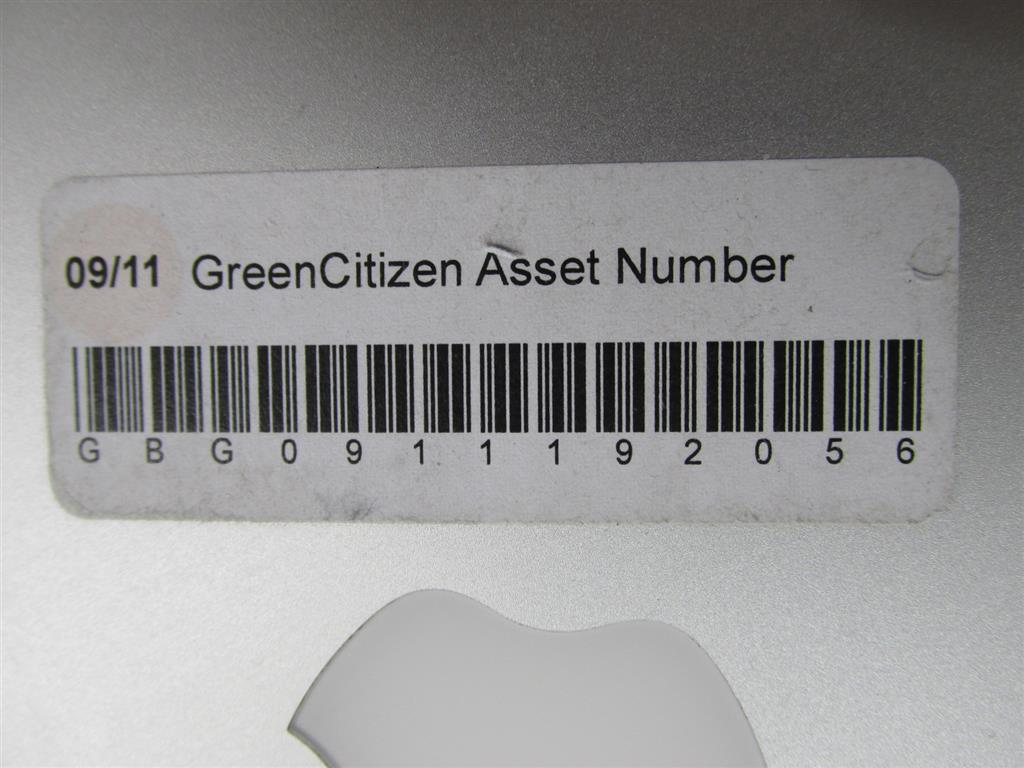 09/11 GreenCitizen Asset Number
G B G 0 9 1 1 1 9 2 0 5 6